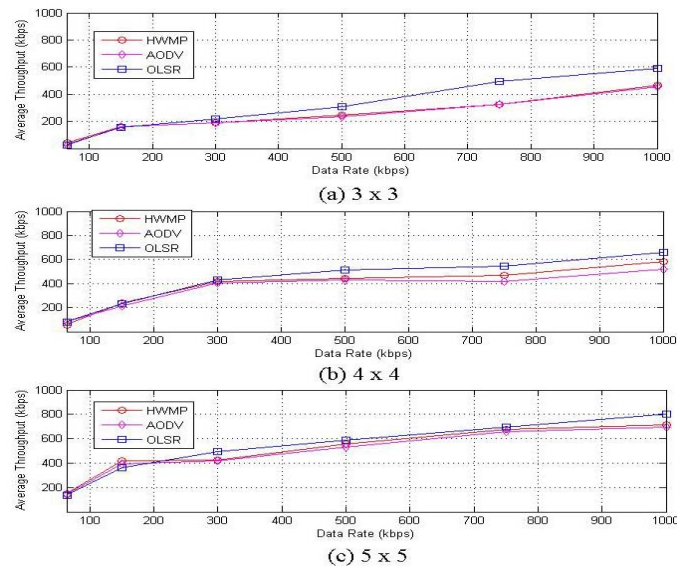 1000
800
600
400
200
Average Throughput (kbps)
HWMP
AODV
OLSR
100 200 300 400 500 600 700 800 900 1000
Data Rate (kbps)
(a) 3 x 3
1000
800
600
400
200
Average Throughput (kbps)
HWMP
AODV
OLSR
100 200 300 400 500 600 700 800 900 1000
Data Rate (kbps)
(b) 4 x 4
1000
800
600
400
200
Average Throughput (kbps)
HWMP
AODV
OLSR
100 200 300 400 500 600 700 800 900 1000
Data Rate (kbps)
(c) 5 x 5